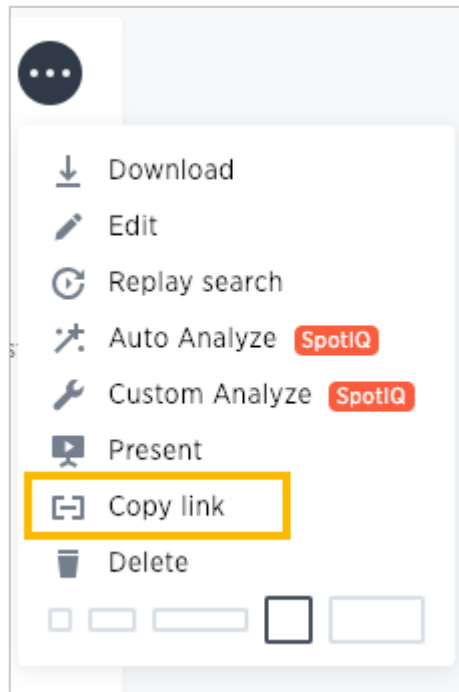 Download
Edit
Replay search
Auto Analyze SpotIQ
Custom Analyze SpotIQ
Present
Copy link
Delete